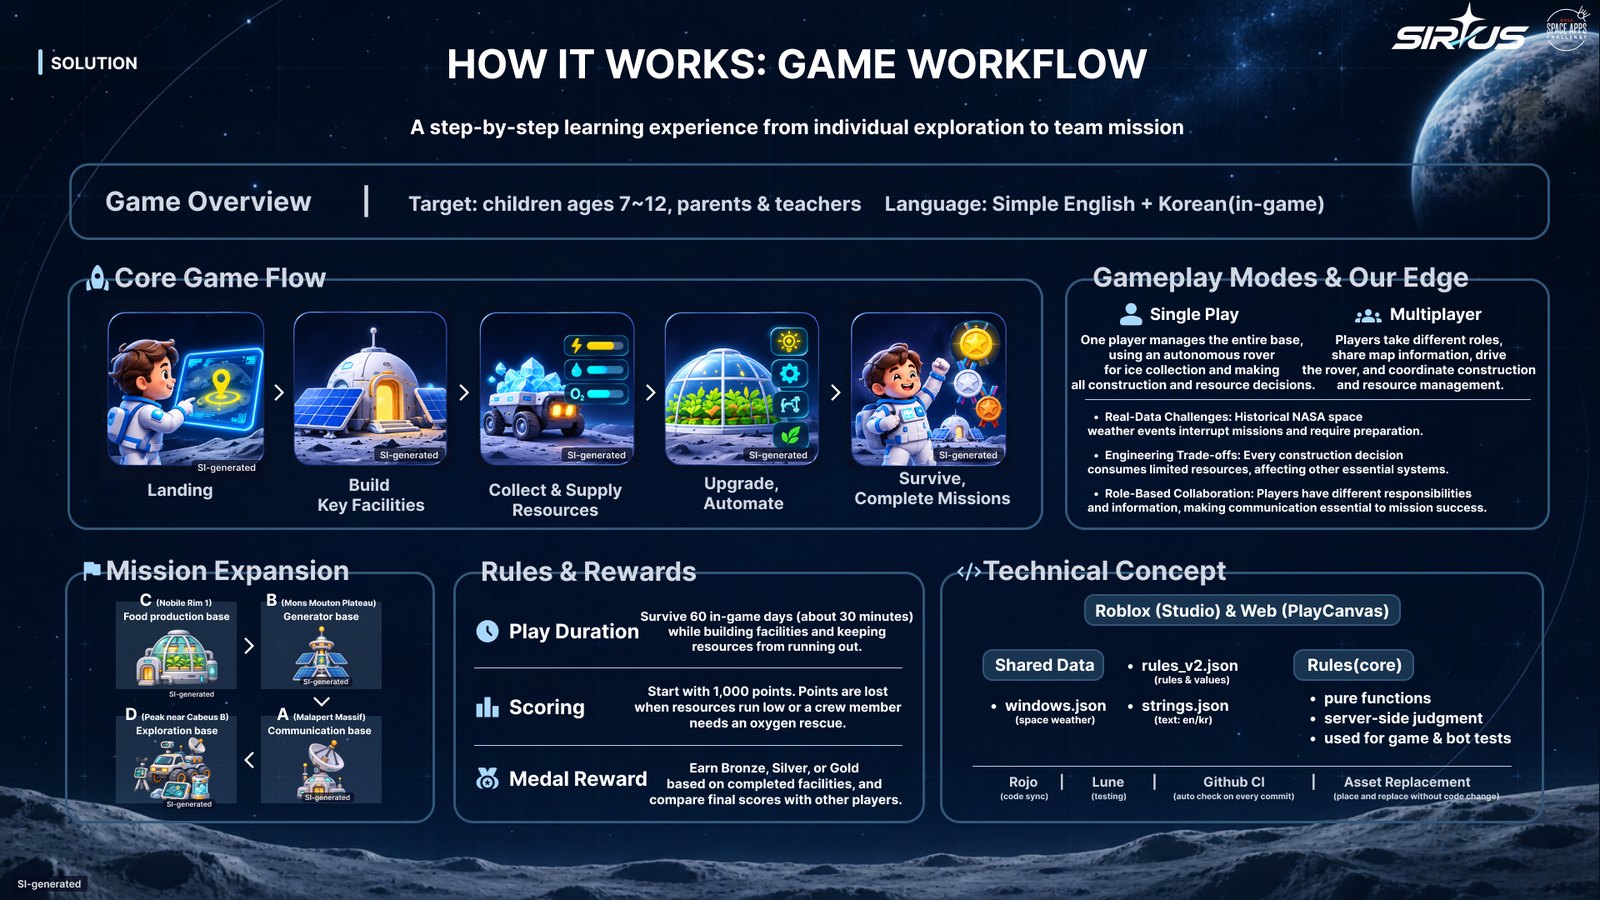 SOLUTION
HOW IT WORKS: GAME WORKFLOW
SIRIUS
NASA
SPACE APPS
CHALLENGE
A step-by-step learning experience from individual exploration to team mission
Game Overview
Target: children ages 7~12, parents & teachers
Language: Simple English + Korean(in-game)
Core Game Flow
O₂
SI-generated
SI-generated
SI-generated
SI-generated
SI-generated
Landing
Build
Key Facilities
Collect & Supply
Resources
Upgrade,
Automate
Survive,
Complete Missions
Gameplay Modes & Our Edge
Single Play
One player manages the entire base,
using an autonomous rover
for ice collection and making
all construction and resource decisions.
Multiplayer
Players take different roles,
share map information, drive
the rover, and coordinate construction
and resource management.
• Real-Data Challenges: Historical NASA space
weather events interrupt missions and require preparation.
• Engineering Trade-offs: Every construction decision
consumes limited resources, affecting other essential systems.
• Role-Based Collaboration: Players have different responsibilities
and information, making communication essential to mission success.
Mission Expansion
C (Nobile Rim 1)
Food production base
SI-generated
B (Mons Mouton Plateau)
Generator base
SI-generated
D (Peak near Cabeus B)
Exploration base
SI-generated
A (Malapert Massif)
Communication base
SI-generated
Rules & Rewards
Play Duration
Survive 60 in-game days (about 30 minutes)
while building facilities and keeping
resources from running out.
Scoring
Start with 1,000 points. Points are lost
when resources run low or a crew member
needs an oxygen rescue.
Medal Reward
Earn Bronze, Silver, or Gold
based on completed facilities, and
compare final scores with other players.
</>Technical Concept
Roblox (Studio) & Web (PlayCanvas)
Shared Data
• windows.json
(space weather)
• rules_v2.json
(rules & values)
• strings.json
(text: en/kr)
Rules(core)
• pure functions
• server-side judgment
• used for game & bot tests
Rojo
(code sync)
Lune
(testing)
Github CI
(auto check on every commit)
Asset Replacement
(place and replace without code change)
SI-generated